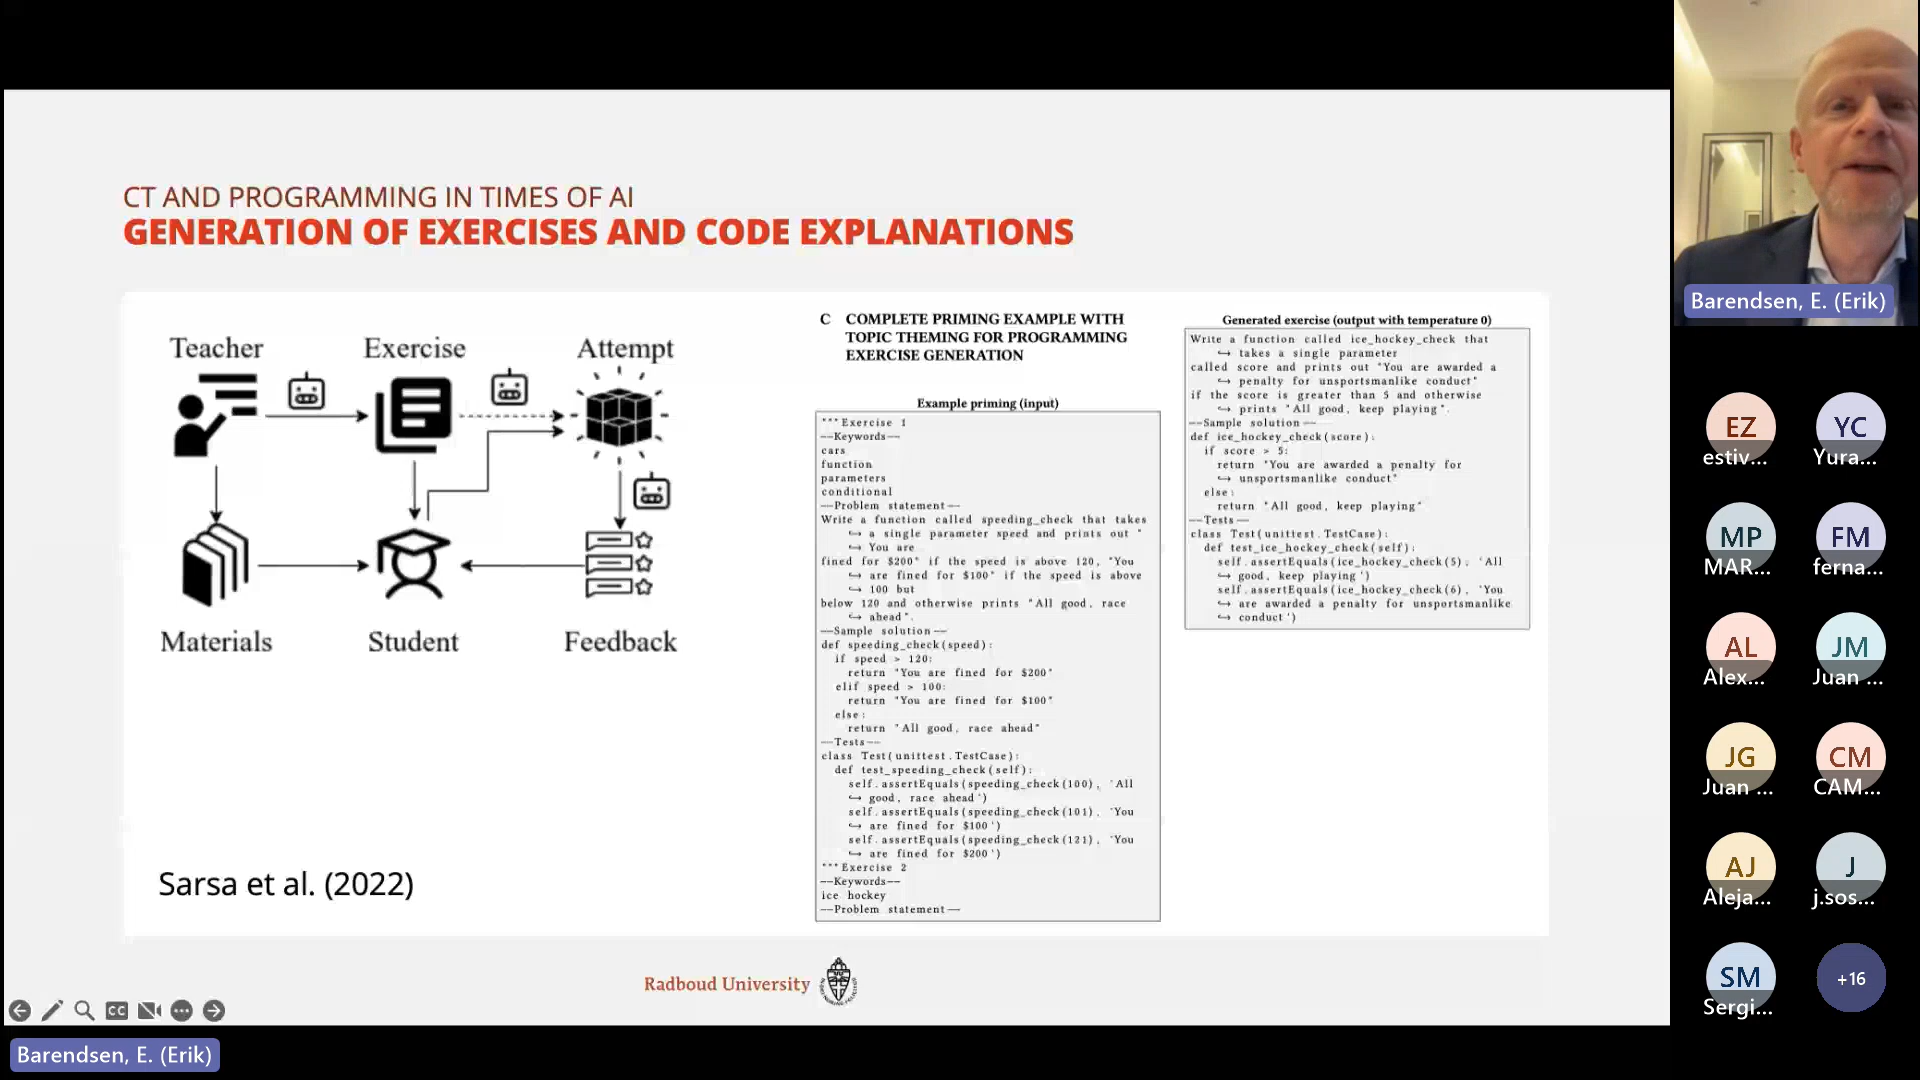 CT AND PROGRAMMING IN TIMES OF AI
GENERATION OF EXERCISES AND CODE EXPLANATIONS
Teacher
Exercise
Attempt
Materials
Student
Feedback
Sarsa et al. (2022)
C COMPLETE PRIMING EXAMPLE WITH
TOPIC THEMING FOR PROGRAMMING
EXERCISE GENERATION
Example priming (input)
"""Exercise 1
--Keywords--
cars
function
parameters
conditional
--Problem statement--
Write a function called speeding_check that takes
↪ a single parameter speed and prints out "
↪ You are
fined for $200" if the speed is above 120, "You
↪ are fined for $100" if the speed is above
↪ 100 but
below 120 and otherwise prints "All good, race
↪ ahead".
--Sample solution--
def speeding_check(speed):
if speed > 120:
return "You are fined for $200"
elif speed > 100:
return "You are fined for $100"
else:
return "All good, race ahead"
--Tests--
class Test(unittest.TestCase):
def test_speeding_check(self):
self.assertEquals(speeding_check(100), 'All
↪ good, race ahead')
self.assertEquals(speeding_check(101), 'You
↪ are fined for $100')
self.assertEquals(speeding_check(121), 'You
↪ are fined for $200')
"""Exercise 2
--Keywords--
ice hockey
--Problem statement--
Generated exercise (output with temperature 0)
Write a function called ice_hockey_check that
↪ takes a single parameter
called score and prints out "You are awarded a
↪ penalty for unsportsmanlike conduct"
if the score is greater than 5 and otherwise
↪ prints "All good, keep playing".
--Sample solution--
def ice_hockey_check(score):
if score > 5:
return "You are awarded a penalty for
↪ unsportsmanlike conduct"
else:
return "All good, keep playing"
--Tests--
class Test(unittest.TestCase):
def test_ice_hockey_check(self):
self.assertEquals(ice_hockey_check(5), 'All
↪ good, keep playing')
self.assertEquals(ice_hockey_check(6), 'You
↪ are awarded a penalty for unsportsmanlike
↪ conduct')
Radboud University
CC
Barendsen, E. (Erik)
Barendsen, E. (Erik)
EZ
estiv...
YC
Yura...
MP
MAR...
FM
ferna...
AL
Alex...
JM
Juan ...
JG
Juan ...
CM
CAM...
AJ
Aleja...
J
j.sos...
SM
Sergi...
+16